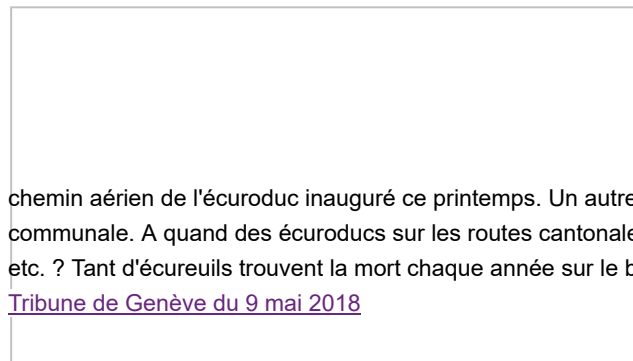 chemin aérien de l'écuroduc inauguré ce printemps. Un autre
communale. A quand des écuroducs sur les routes cantonale
etc. ? Tant d'écureuils trouvent la mort chaque année sur le
Tribune de Genève du 9 mai 2018